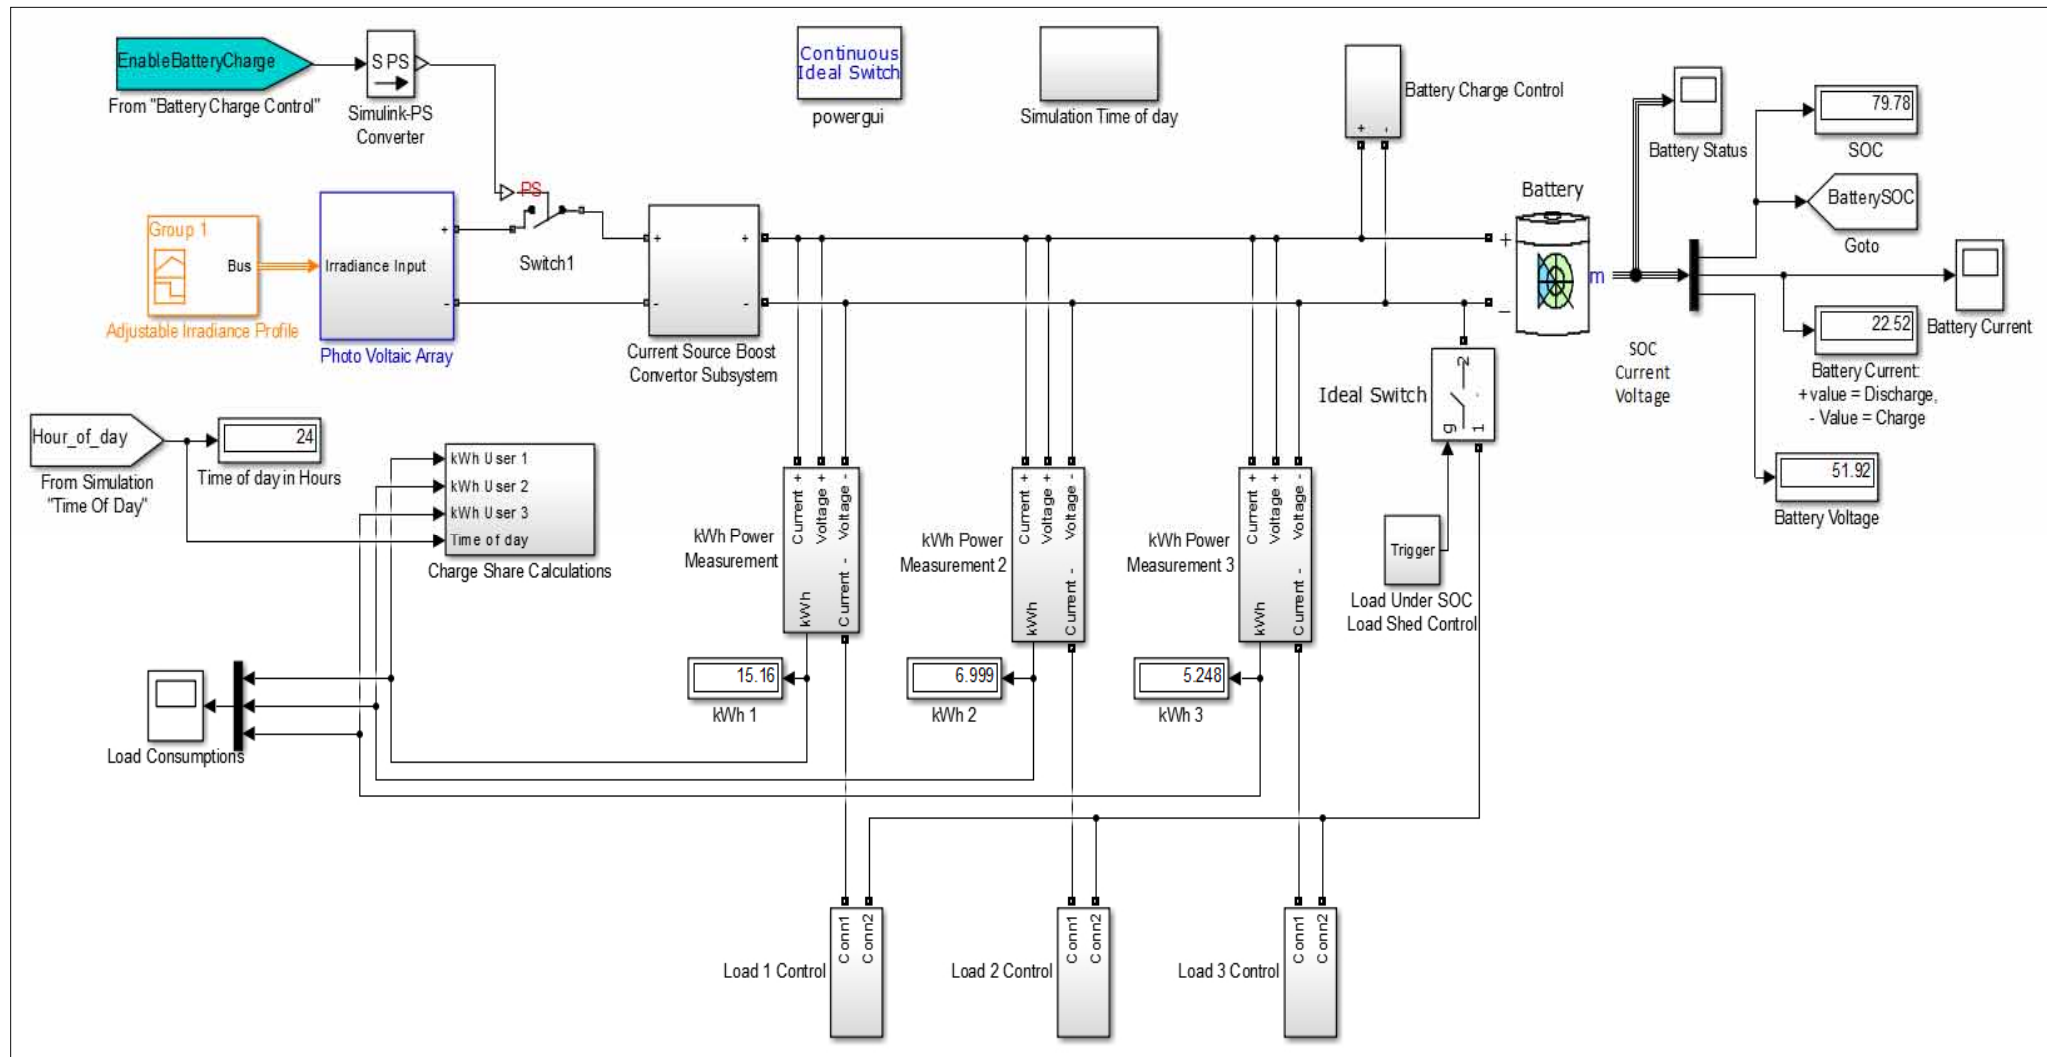 EnableBatteryCharge
From "Battery Charge Control"
S PS
Simulink-PS
Converter
Continuous
Ideal Switch
powergui
Simulation Time of day
+
-
Battery Charge Control
Battery Status
79.78
SOC
BatterySOC
Goto
Battery Current
22.52
Battery Current:
+value = Discharge,
- Value = Charge
51.92
Battery Voltage
SOC
Current
Voltage
Battery
+
m
-
Group 1
Bus
Adjustable Irradiance Profile
Irradiance Input
+
-
Photo Voltaic Array
PS
Switch1
+
+
-
-
Current Source Boost
Convertor Subsystem
Ideal Switch
2
g
1
Trigger
Load Under SOC
Load Shed Control
Hour_of_day
From Simulation
"Time Of Day"
24
Time of day in Hours
kWh User 1
kWh User 2
kWh User 3
Time of day
Charge Share Calculations
kWh Power
Measurement
Current +
Voltage +
Voltage -
kWh
Current -
kWh Power
Measurement 2
Current +
Voltage +
Voltage -
kWh
Current -
kWh Power
Measurement 3
Current +
Voltage +
Voltage -
kWh
Current -
15.16
kWh 1
6.999
kWh 2
5.248
kWh 3
Load Consumptions
Load 1 Control
Conn1
Conn2
Load 2 Control
Conn1
Conn2
Load 3 Control
Conn1
Conn2